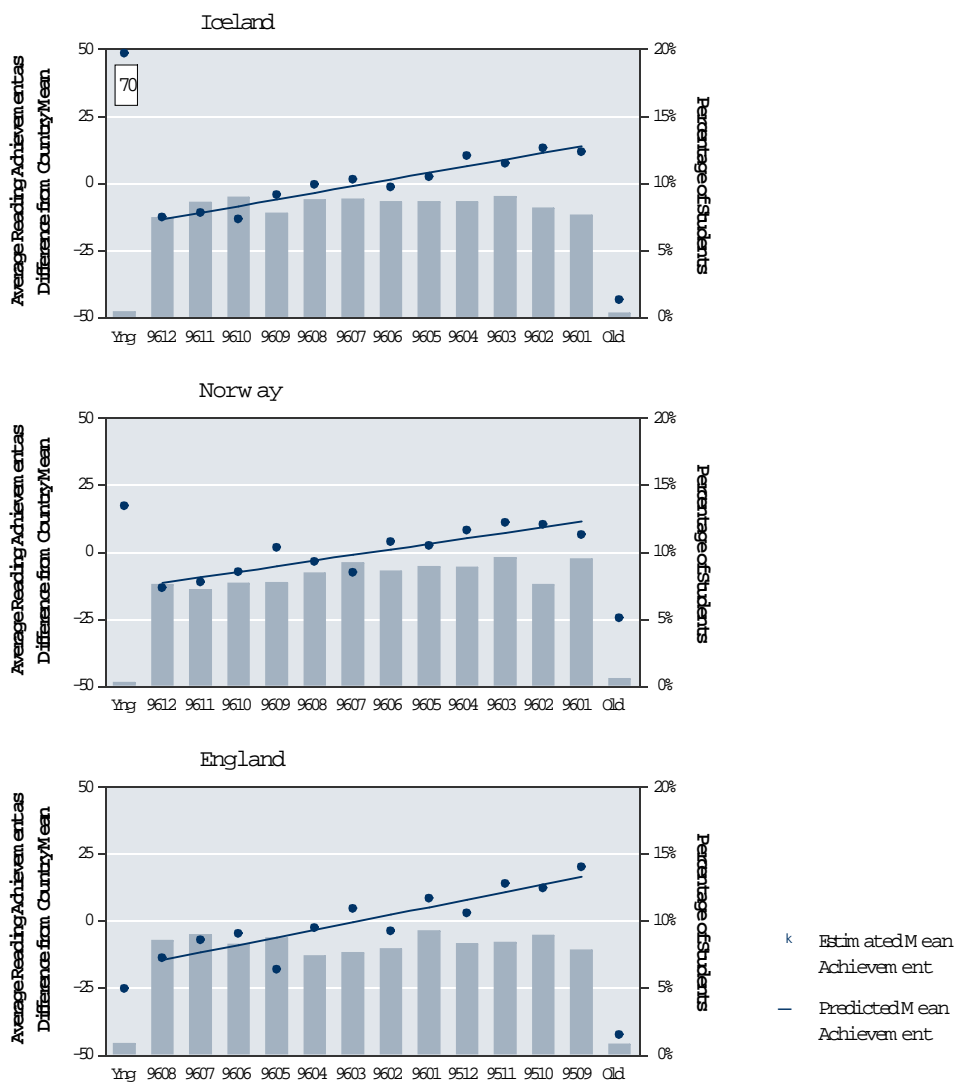 Iceland
Average Reading Achievement as
Difference from Country Mean
50
25
0
−25
−50
70
20%
15%
10%
5%
0%
Percentage of Students
Yng 9612 9611 9610 9609 9608 9607 9606 9605 9604 9603 9602 9601 Old
Norway
Average Reading Achievement as
Difference from Country Mean
50
25
0
−25
−50
20%
15%
10%
5%
0%
Percentage of Students
Yng 9612 9611 9610 9609 9608 9607 9606 9605 9604 9603 9602 9601 Old
England
Average Reading Achievement as
Difference from Country Mean
50
25
0
−25
−50
20%
15%
10%
5%
0%
Percentage of Students
Yng 9608 9607 9606 9605 9604 9603 9602 9601 9512 9511 9510 9509 Old
k Estimated Mean
Achievement
Predicted Mean
Achievement